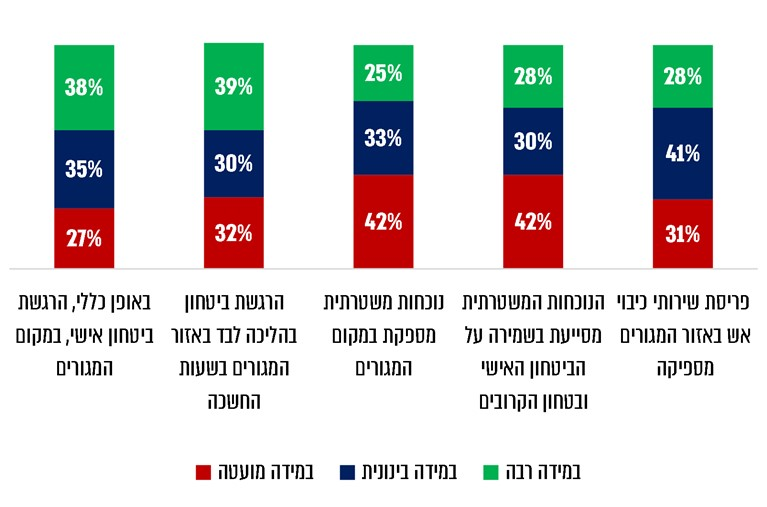 38%
39%
25%
28%
28%
35%
30%
33%
30%
41%
27%
32%
42%
42%
31%
באופן כללי, הרגשת
ביטחון אישי, במקום
המגורים
הרגשת ביטחון
בהליכה לבד באזור
המגורים בשעות
החשכה
נוכחות משטרתית
מספקת במקום
המגורים
הנוכחות המשטרתית
מסייעת בשמירה על
הביטחון האישי
ובטחון הקרובים
פריסת שירותי כיבוי
אש באזור המגורים
מספיקה
במידה מועטה
במידה בינונית
במידה רבה